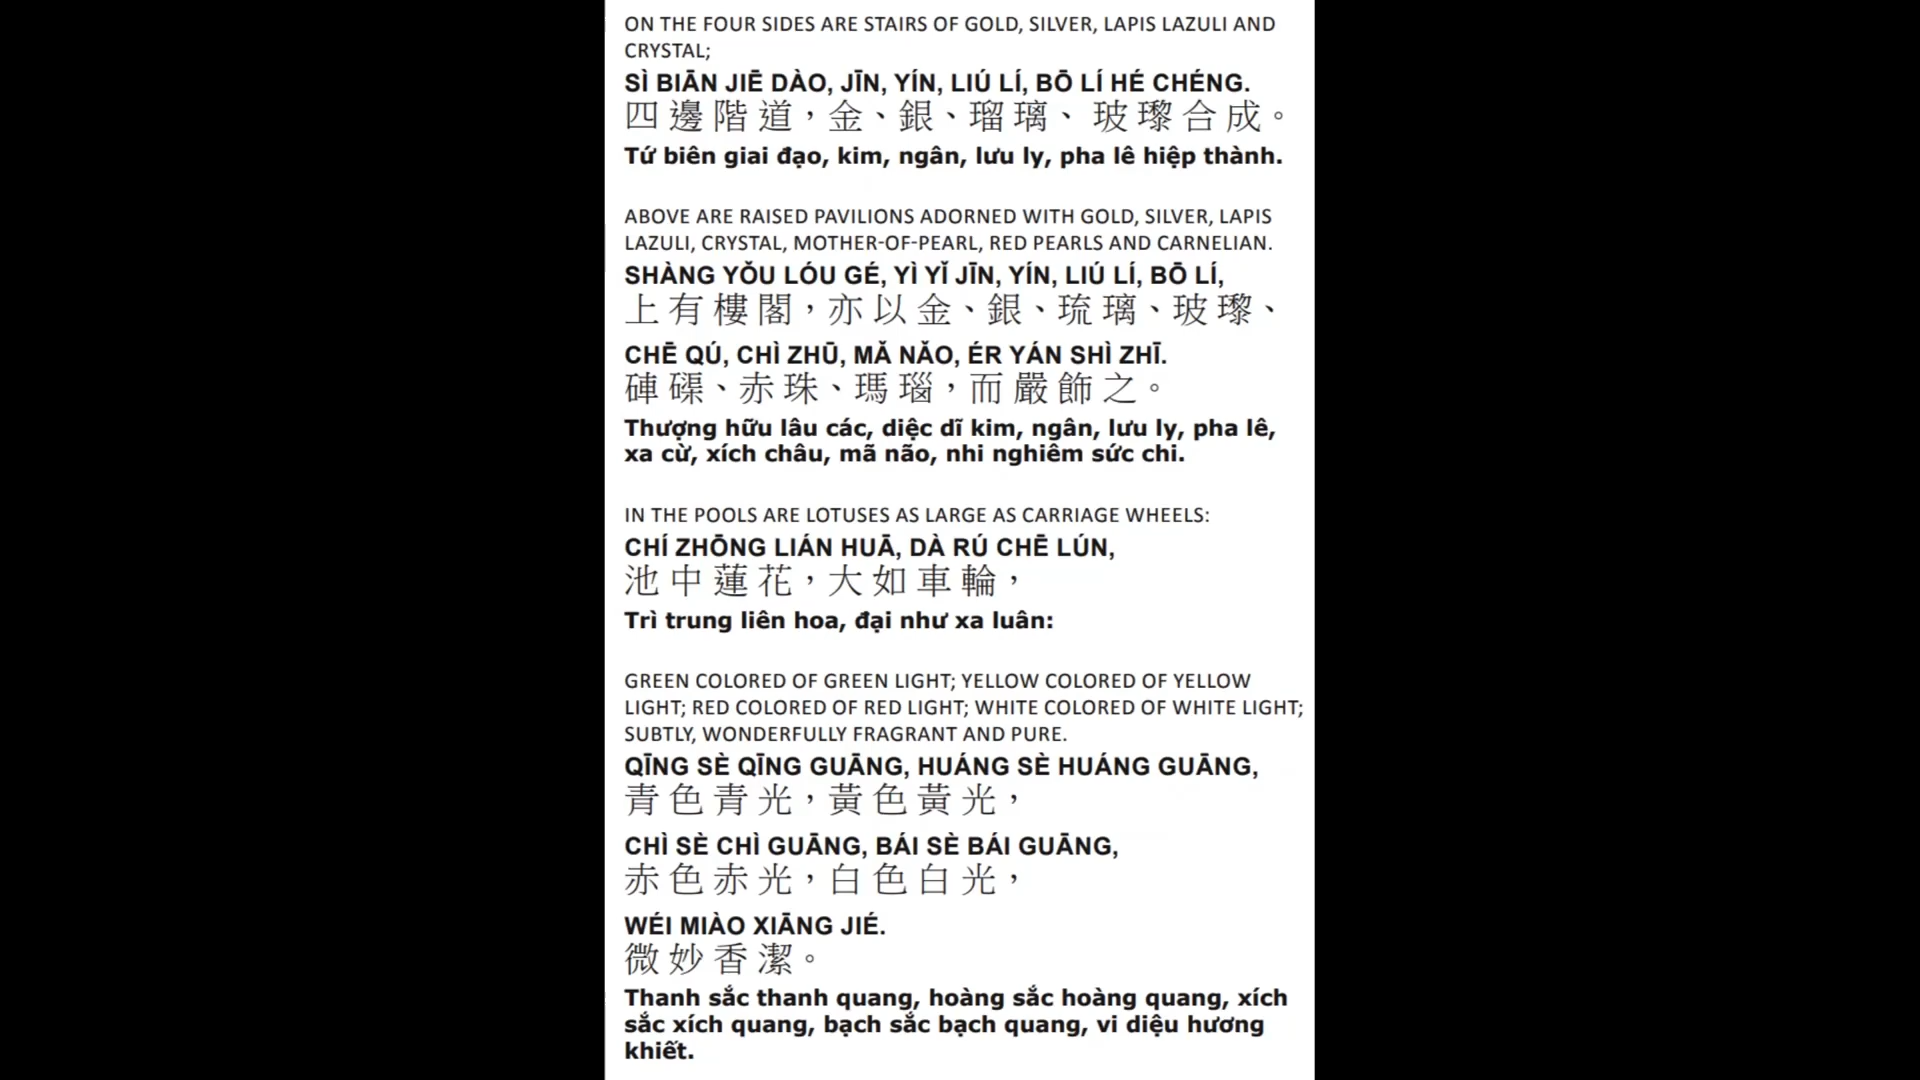 ON THE FOUR SIDES ARE STAIRS OF GOLD, SILVER, LAPIS LAZULI AND
CRYSTAL;
SÌ BIĀN JIĒ DÀO, JĪN, YÍN, LIÚ LÍ, BŌ LÍ HÉ CHÉNG.
四邊階道，金、銀、瑠璃、玻瓈合成。
Tứ biên giai đạo, kim, ngân, lưu ly, pha lê hiệp thành.
ABOVE ARE RAISED PAVILIONS ADORNED WITH GOLD, SILVER, LAPIS
LAZULI, CRYSTAL, MOTHER-OF-PEARL, RED PEARLS AND CARNELIAN.
SHÀNG YǑU LÓU GÉ, YÌ YǏ JĪN, YÍN, LIÚ LÍ, BŌ LÍ,
上有樓閣，亦以金、銀、琉璃、玻瓈、
CHĒ QÚ, CHÌ ZHŪ, MǍ NǍO, ÉR YÁN SHÌ ZHĪ.
硨磲、赤珠、瑪瑙，而嚴飾之。
Thượng hữu lâu các, diệc dĩ kim, ngân, lưu ly, pha lê,
xa cừ, xích châu, mã não, nhi nghiêm sức chi.
IN THE POOLS ARE LOTUSES AS LARGE AS CARRIAGE WHEELS:
CHÍ ZHŌNG LIÁN HUĀ, DÀ RÚ CHĒ LÚN,
池中蓮花，大如車輪，
Trì trung liên hoa, đại như xa luân:
GREEN COLORED OF GREEN LIGHT; YELLOW COLORED OF YELLOW
LIGHT; RED COLORED OF RED LIGHT; WHITE COLORED OF WHITE LIGHT;
SUBTLY, WONDERFULLY FRAGRANT AND PURE.
QĪNG SÈ QĪNG GUĀNG, HUÁNG SÈ HUÁNG GUĀNG,
青色青光，黃色黃光，
CHÌ SÈ CHÌ GUĀNG, BÁI SÈ BÁI GUĀNG,
赤色赤光，白色白光，
WÉI MIÀO XIĀNG JIÉ.
微妙香潔。
Thanh sắc thanh quang, hoàng sắc hoàng quang, xích
sắc xích quang, bạch sắc bạch quang, vi diệu hương
khiết.